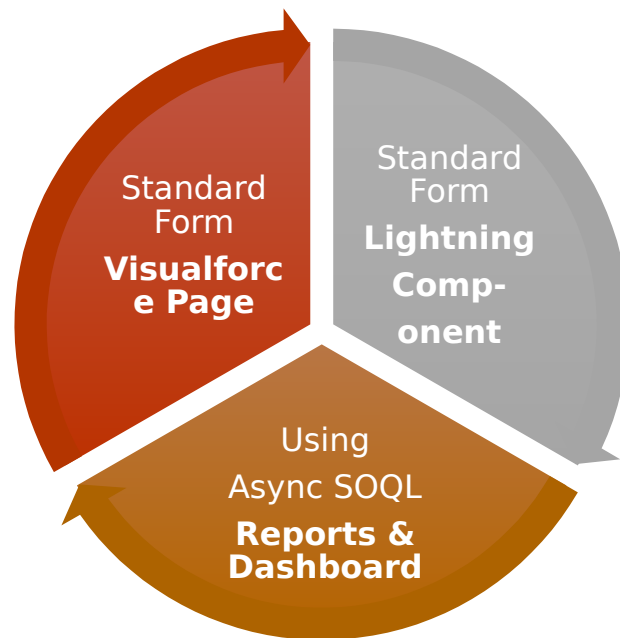 Standard
Form
Visualforc
e Page
Standard
Form
Lightning
Comp-
onent
Using
Async SOQL
Reports &
Dashboard